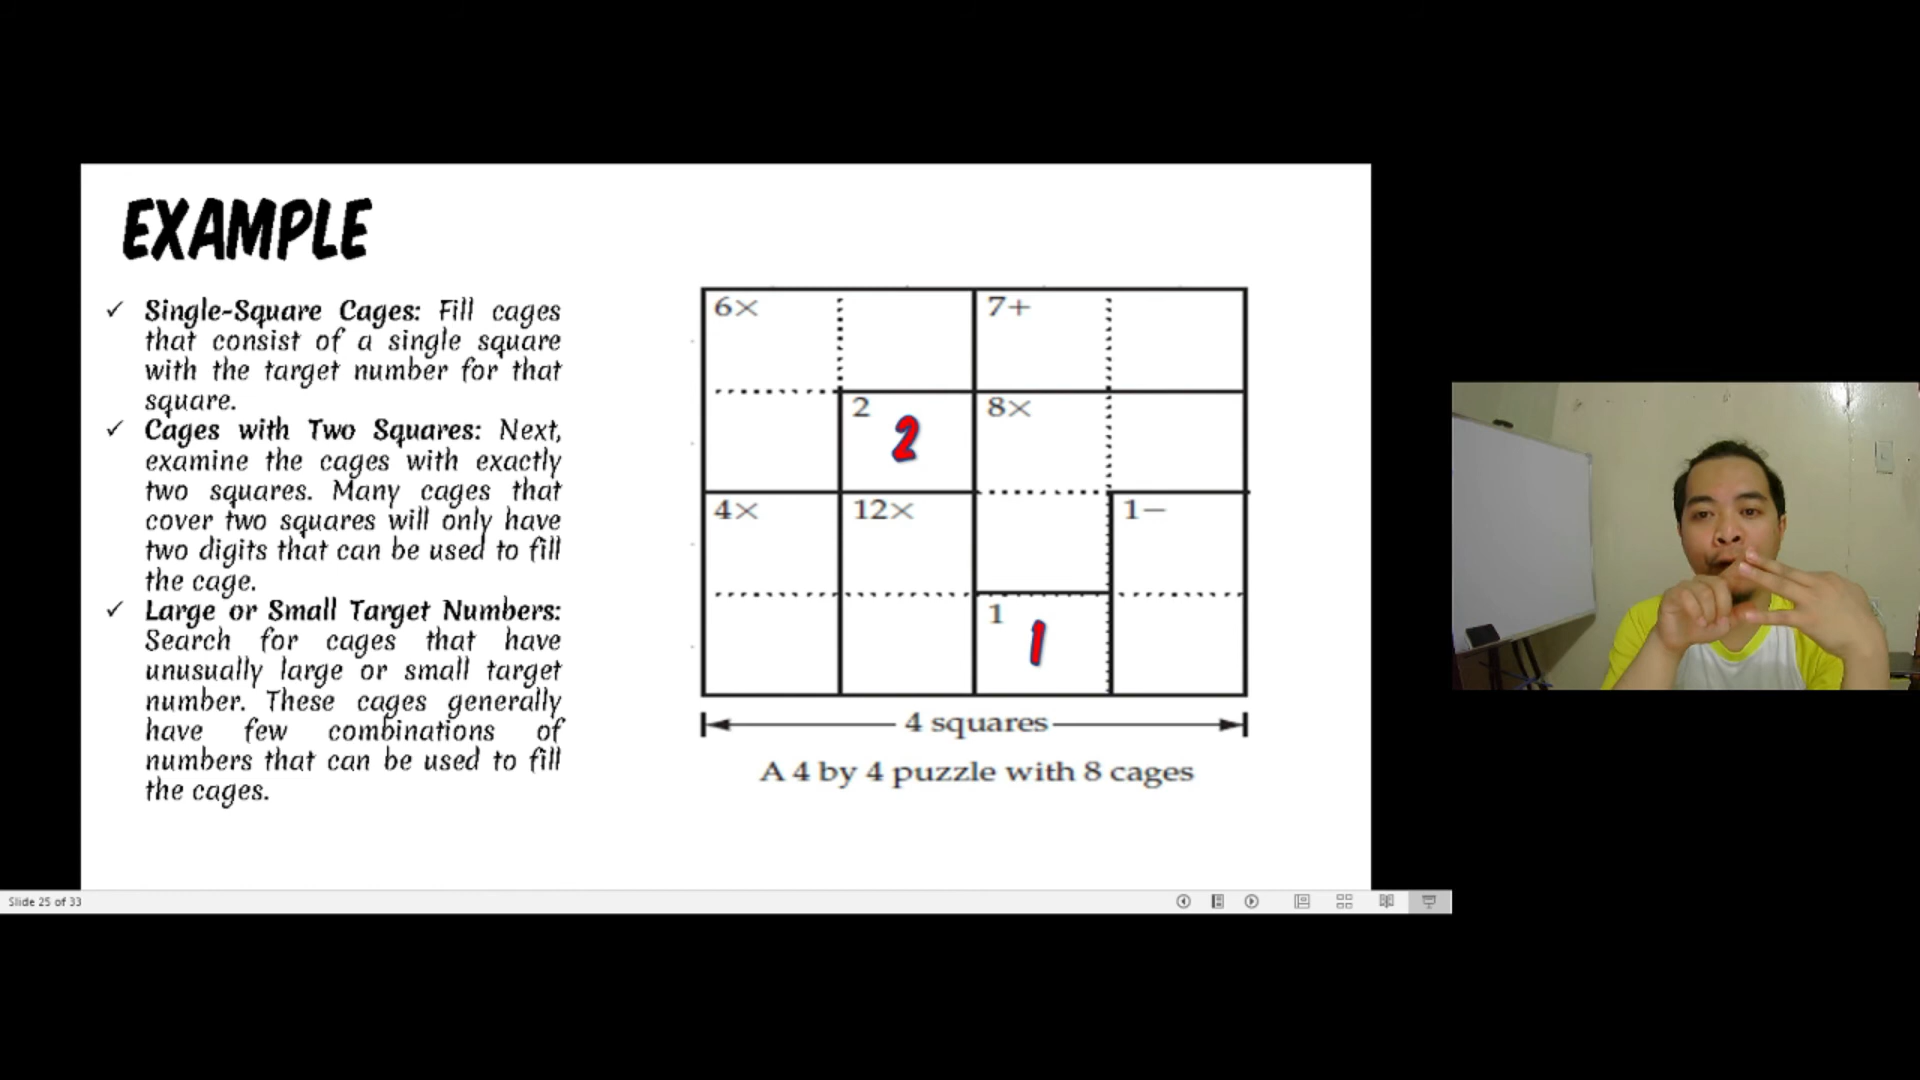 EXAMPLE
✓ Single-Square Cages: Fill cages
that consist of a single square
with the target number for that
square.
✓ Cages with Two Squares: Next,
examine the cages with exactly
two squares. Many cages that
cover two squares will only have
two digits that can be used to fill
the cage.
✓ Large or Small Target Numbers:
Search for cages that have
unusually large or small target
number. These cages generally
have few combinations of
numbers that can be used to fill
the cages.
6× 7+
2 2 8×
4× 12× 1−
1 1
4 squares
A 4 by 4 puzzle with 8 cages
Slide 25 of 33